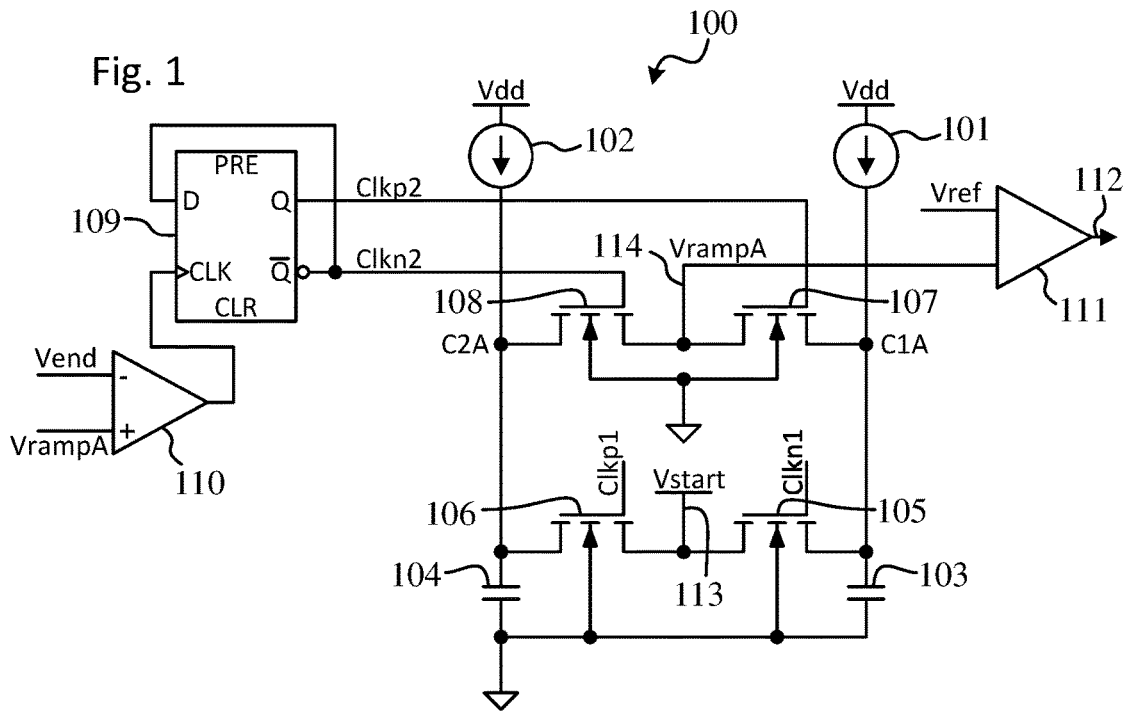 100
Fig. 1
Vdd
Vdd
102
101
PRE
D
Q
Clkp2
Vref
112
109
114
VrampA
CLK
Q̅
Clkn2
CLR
108
107
111
C2A
C1A
Vend
-
VrampA
+
110
Clkp1
Vstart
Clkn1
106
105
104
113
103